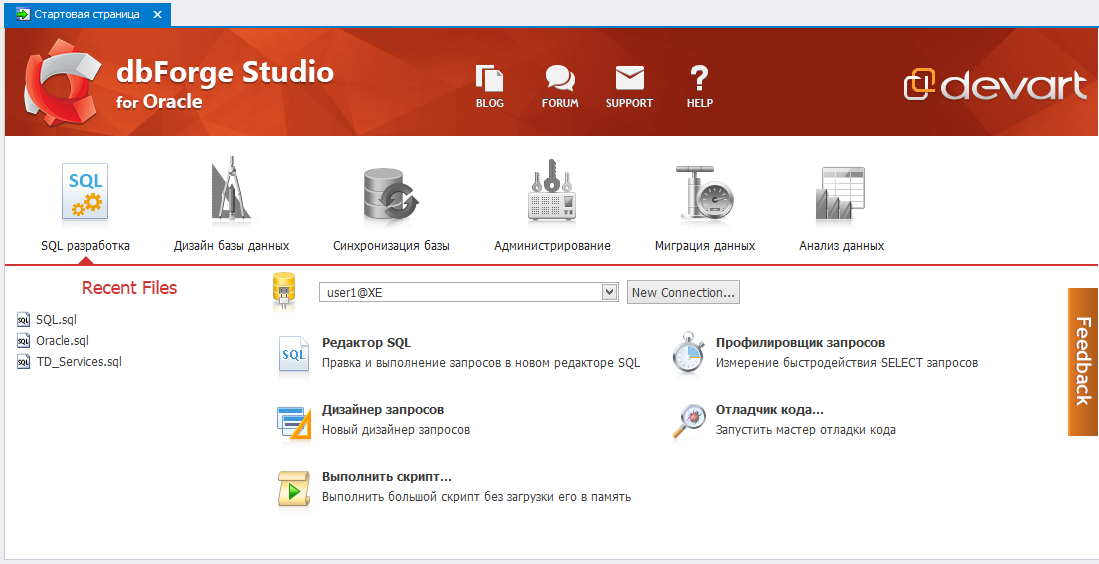 Стартовая страница
dbForge Studio
for Oracle
BLOG
FORUM
SUPPORT
HELP
devart
SQL
SQL разработка
Дизайн базы данных
Синхронизация базы
Администрирование
Миграция данных
Анализ данных
Recent Files
SQL.sql
Oracle.sql
TD_Services.sql
user1@XE
New Connection...
SQL
Редактор SQL
Правка и выполнение запросов в новом редакторе SQL
Профилировщик запросов
Измерение быстродействия SELECT запросов
Дизайнер запросов
Новый дизайнер запросов
Отладчик кода...
Запустить мастер отладки кода
Выполнить скрипт...
Выполнить большой скрипт без загрузки его в память
Feedback